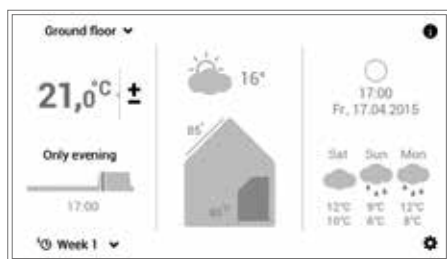 Ground floor
21,0°C ±
Only evening
17:00
Week 1
16°
85°
17:00
Fr, 17.04.2015
Sat Sun Mon
12°C 9°C 12°C
10°C 6°C 8°C